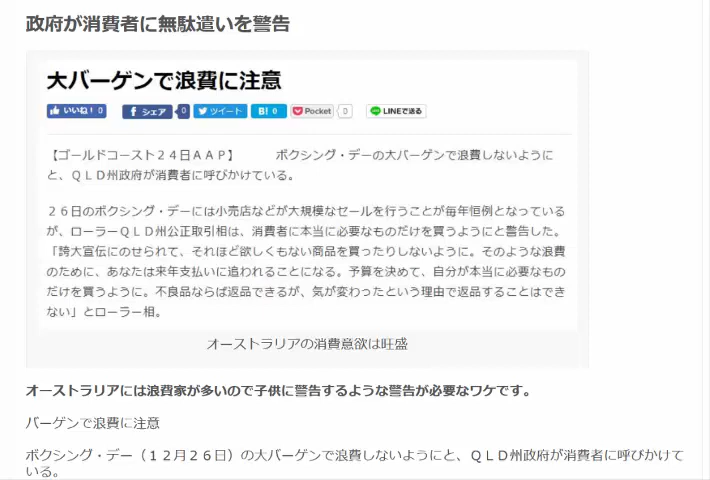 政府が消費者に無駄遣いを警告
大バーゲンで浪費に注意
いいね！ 0 シェア 0 ツイート B! 0 Pocket 0 LINEで送る
【ゴールドコースト２４日ＡＡＰ】　　　ボクシング・デーの大バーゲンで浪費しないように
と、ＱＬＤ州政府が消費者に呼びかけている。
２６日のボクシング・デーには小売店などが大規模なセールを行うことが毎年恒例となっている
が、ローラーＱＬＤ州公正取引相は、消費者に本当に必要なものだけを買うようにと警告した。
「誇大宣伝にのせられて、それほど欲しくもない商品を買ったりしないように。そのような浪費
のために、あなたは来年支払いに追われることになる。予算を決めて、自分が本当に必要なもの
だけを買うように。不良品ならば返品できるが、気が変わったという理由で返品することはでき
ない」とローラー相。
オーストラリアの消費意欲は旺盛
オーストラリアには浪費家が多いので子供に警告するような警告が必要なワケです。
バーゲンで浪費に注意
ボクシング・デー（１２月２６日）の大バーゲンで浪費しないようにと、ＱＬＤ州政府が消費者に呼びかけて
いる。